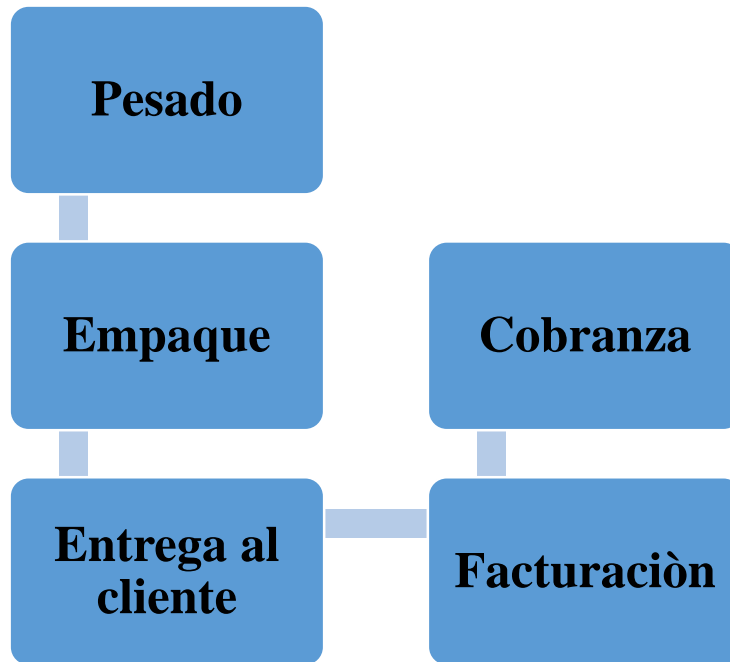 Pesado
Empaque
Entrega al
cliente
Facturaciòn
Cobranza